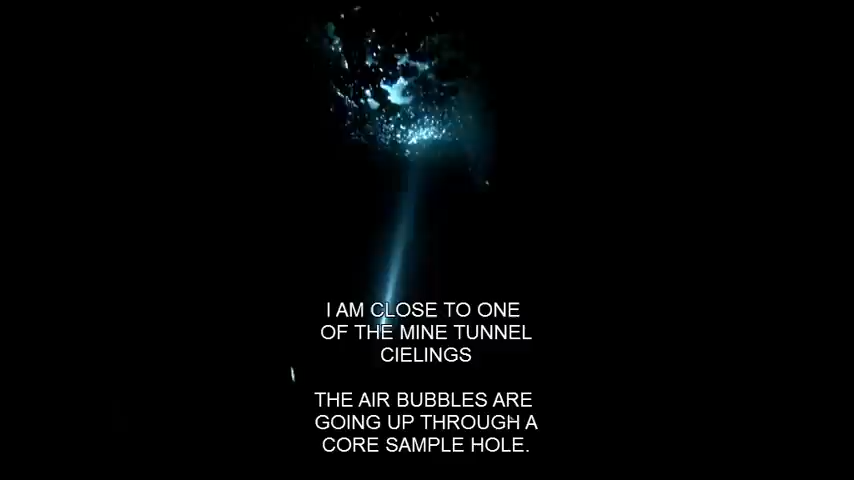 I AM CLOSE TO ONE
OF THE MINE TUNNEL
CIELINGS
THE AIR BUBBLES ARE
GOING UP THROUGH A
CORE SAMPLE HOLE.